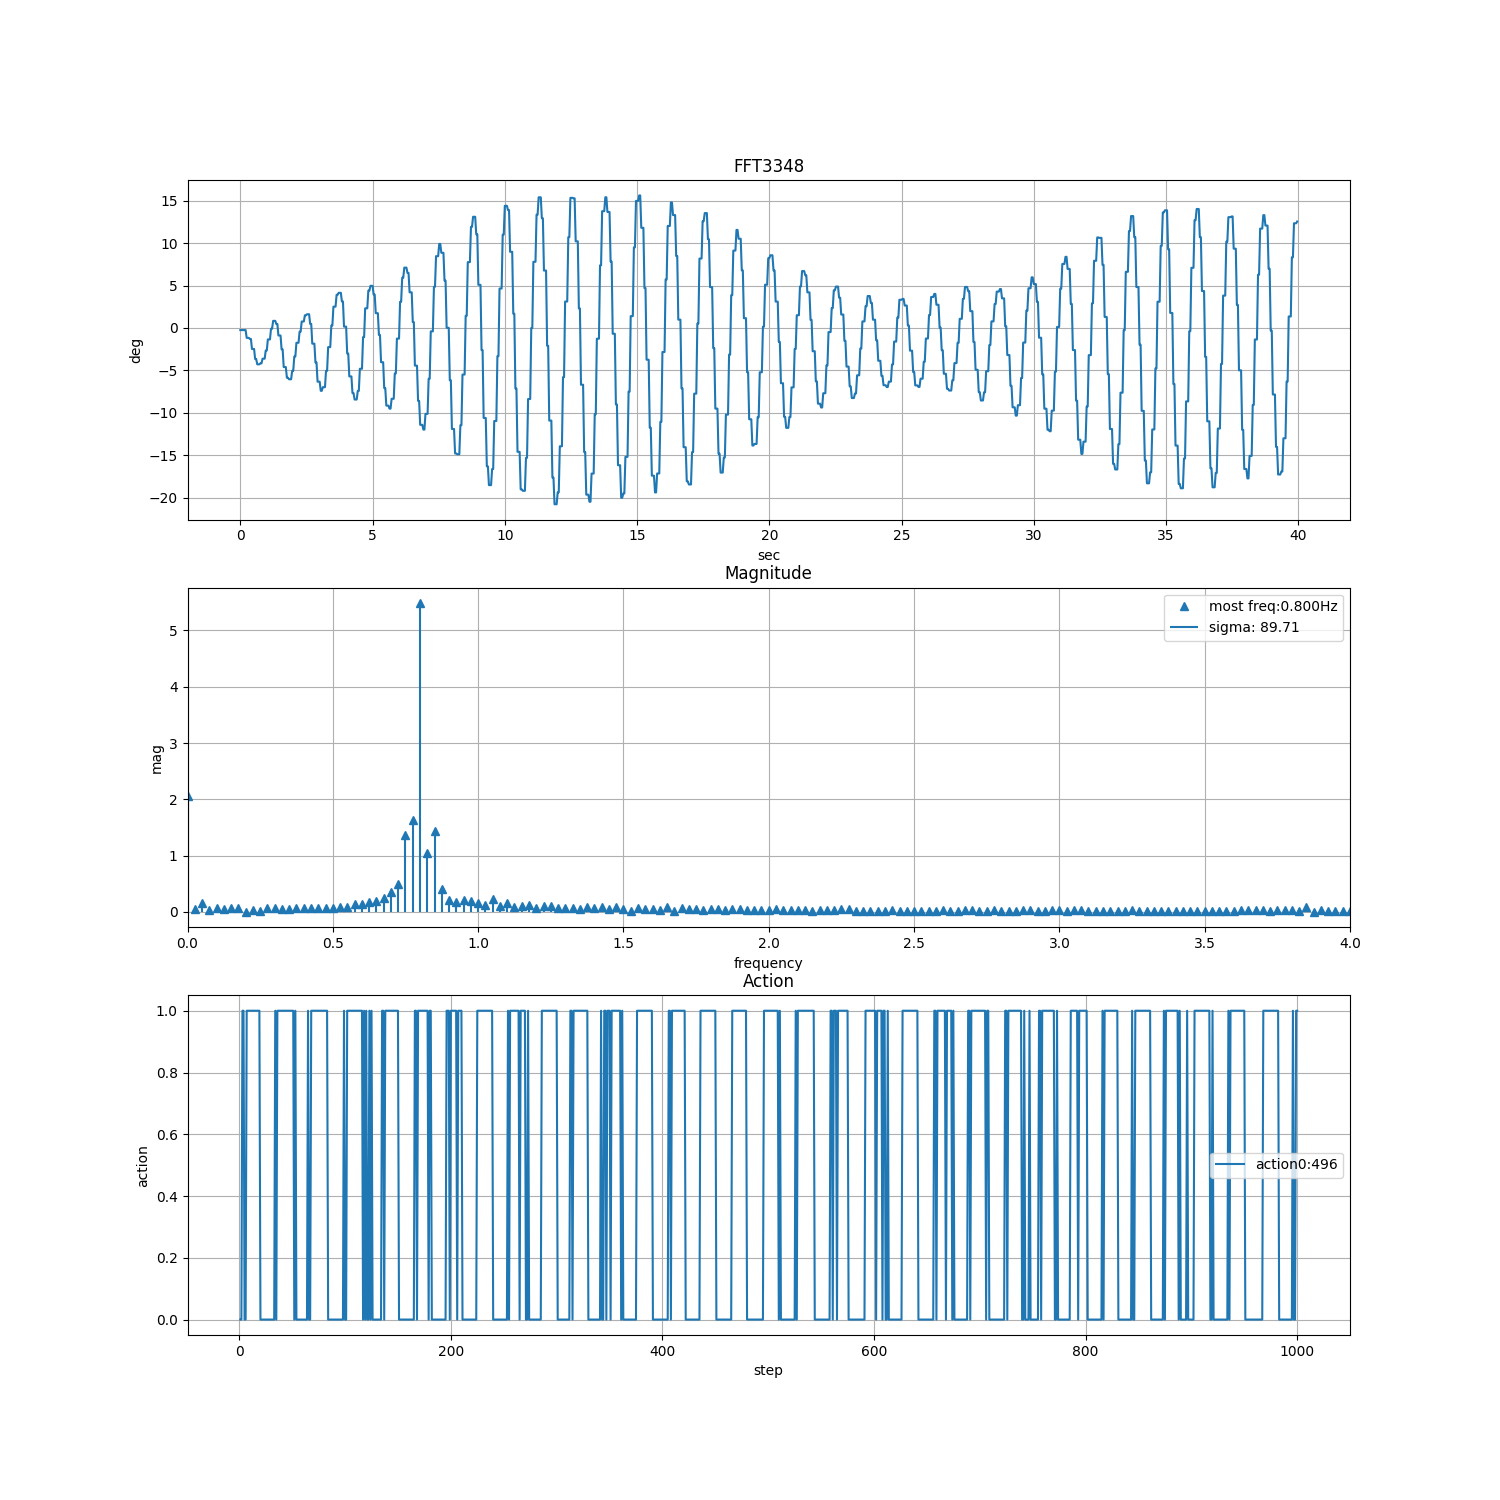 FFT3348
15
10
5
0
−5
−10
−15
−20
deg
0 5 10 15 20 25 30 35 40
sec
Magnitude
most freq:0.800Hz
sigma: 89.71
5
4
3
2
1
0
mag
0.0 0.5 1.0 1.5 2.0 2.5 3.0 3.5 4.0
frequency
Action
1.0
0.8
0.6
0.4
0.2
0.0
action
action0:496
0 200 400 600 800 1000
step